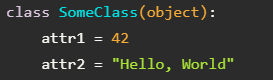 class SomeClass(object):
    attr1 = 42
    attr2 = "Hello, World"